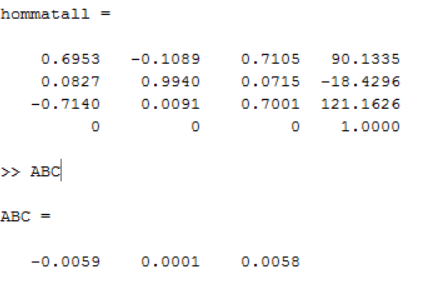 hommatall =
0.6953 -0.1089 0.7105 90.1335
0.0827 0.9940 0.0715 -18.4296
-0.7140 0.0091 0.7001 121.1626
0 0 0 1.0000
>> ABC
ABC =
-0.0059 0.0001 0.0058